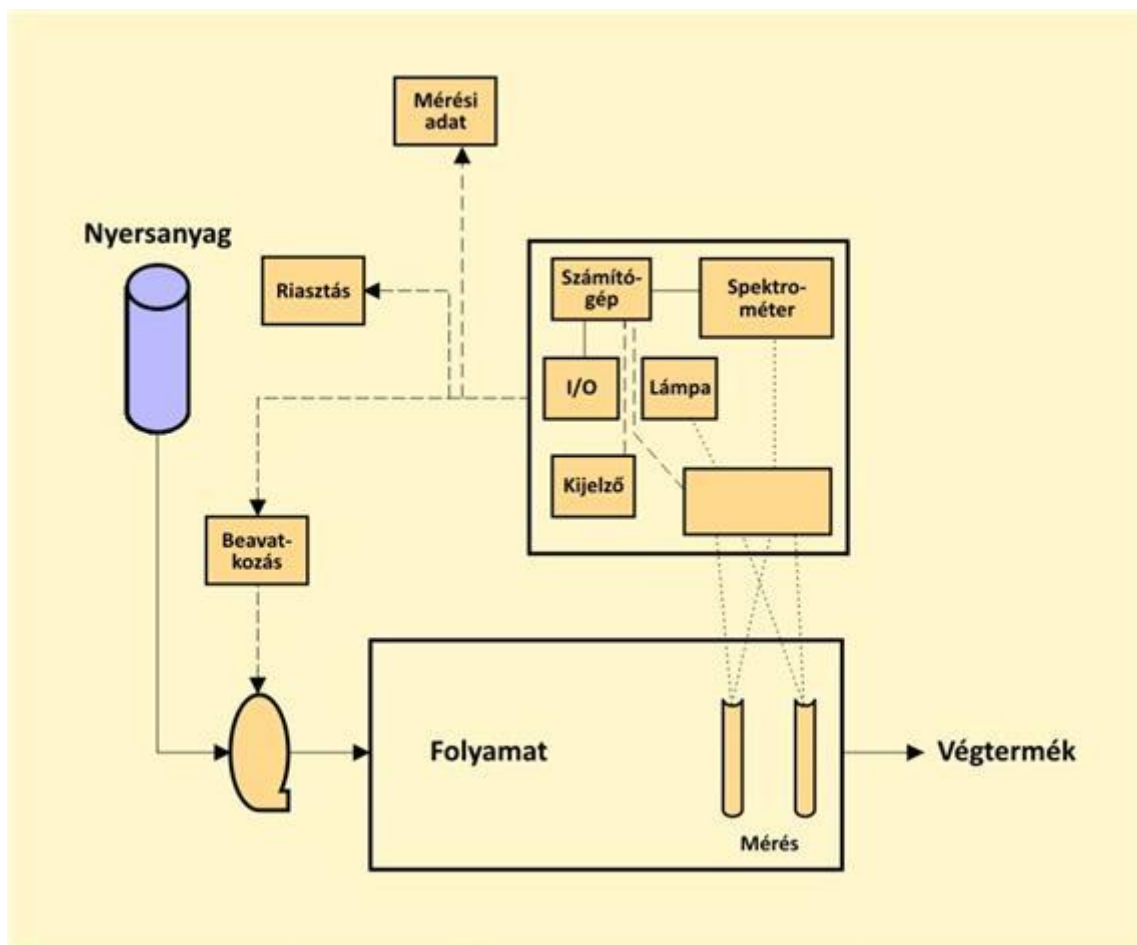 Mérési
adat
Nyersanyag
Riasztás
Számító-
gép
Spektro-
méter
I/O
Lámpa
Kijelző
Beavat-
kozás
Folyamat
Végtermék
Mérés